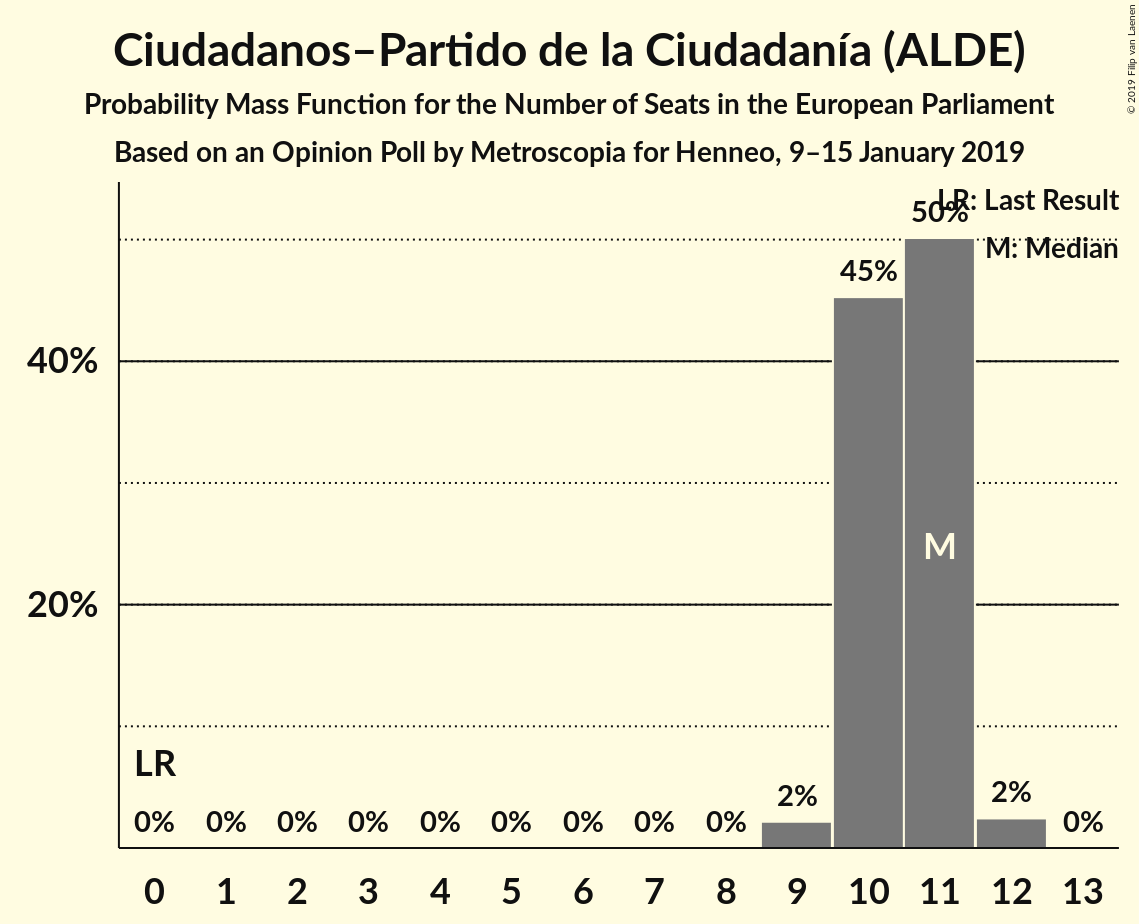 Ciudadanos–Partido de la Ciudadanía (ALDE)
Probability Mass Function for the Number of Seats in the European Parliament
Based on an Opinion Poll by Metroscopia for Henneo, 9–15 January 2019
© 2019 Filip van Laenen
LR: Last Result
M: Median
50%
45%
40%
20%
M
LR
0% 0% 0% 0% 0% 0% 0% 0% 0% 2% 2% 0%
0 1 2 3 4 5 6 7 8 9 10 11 12 13